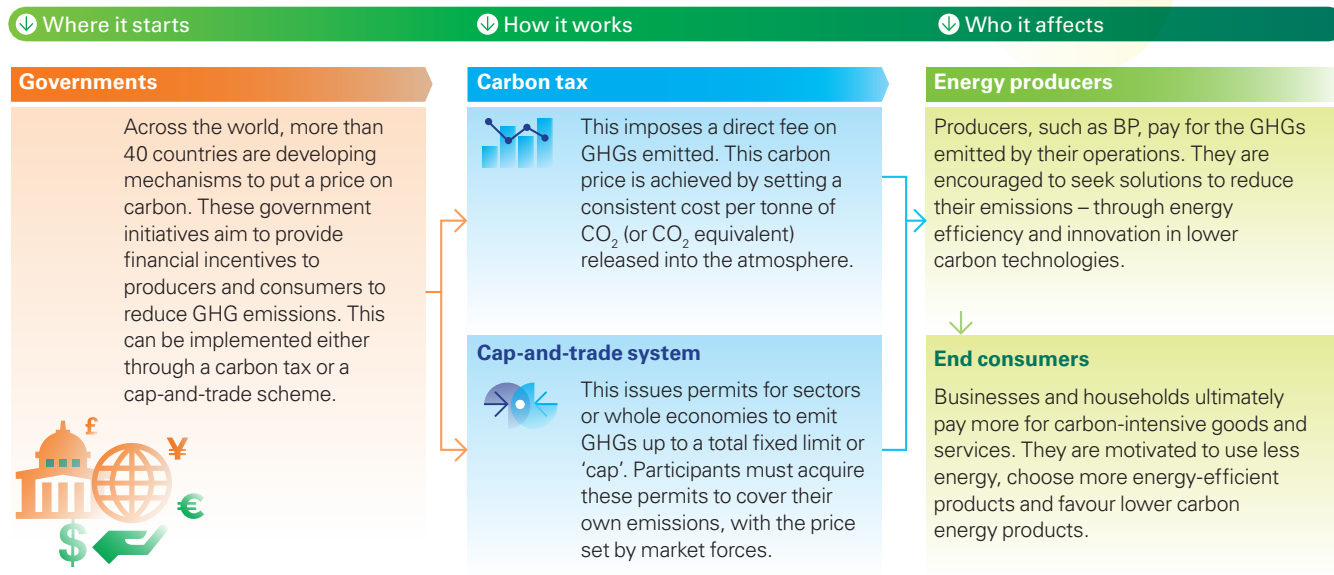 Where it starts
How it works
Who it affects
Governments
Across the world, more than
40 countries are developing
mechanisms to put a price on
carbon. These government
initiatives aim to provide
financial incentives to
producers and consumers to
reduce GHG emissions. This
can be implemented either
through a carbon tax or a
cap-and-trade scheme.
£
¥
€
$
Carbon tax
This imposes a direct fee on
GHGs emitted. This carbon
price is achieved by setting a
consistent cost per tonne of
CO₂ (or CO₂ equivalent)
released into the atmosphere.
Cap-and-trade system
This issues permits for sectors
or whole economies to emit
GHGs up to a total fixed limit or
‘cap’. Participants must acquire
these permits to cover their
own emissions, with the price
set by market forces.
Energy producers
Producers, such as BP, pay for the GHGs
emitted by their operations. They are
encouraged to seek solutions to reduce
their emissions – through energy
efficiency and innovation in lower
carbon technologies.
End consumers
Businesses and households ultimately
pay more for carbon-intensive goods and
services. They are motivated to use less
energy, choose more energy-efficient
products and favour lower carbon
energy products.